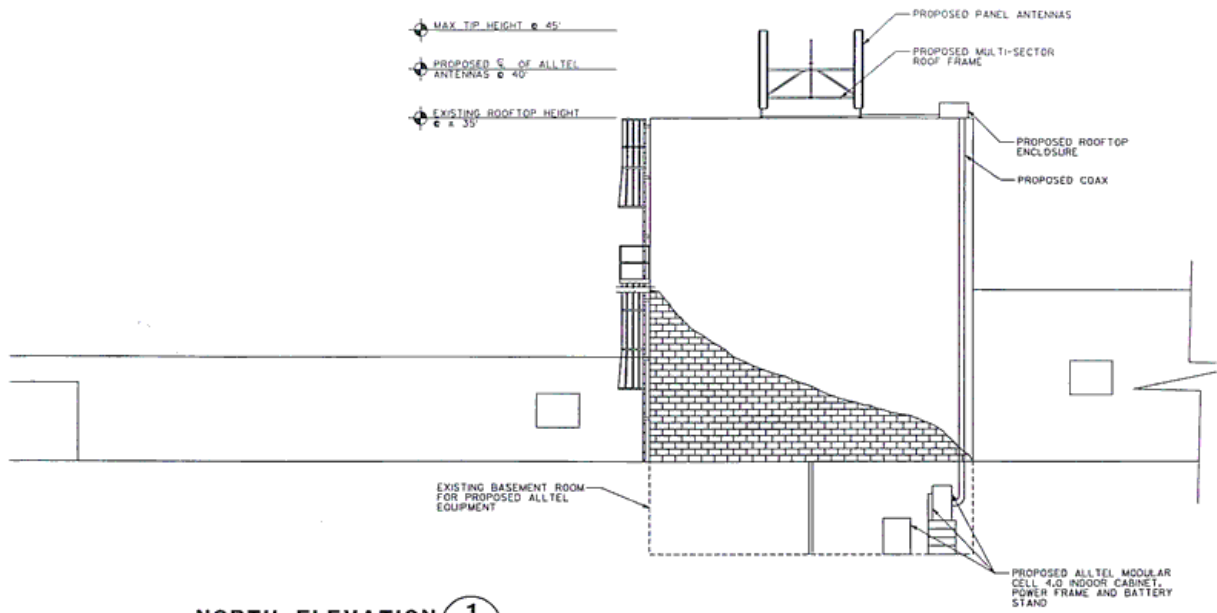 MAX TIP HEIGHT @ 45'
PROPOSED ℄ OF ALLTEL
ANTENNAS @ 40'
EXISTING ROOFTOP HEIGHT
@ ± 35'
PROPOSED PANEL ANTENNAS
PROPOSED MULTI-SECTOR
ROOF FRAME
PROPOSED ROOFTOP
ENCLOSURE
PROPOSED COAX
EXISTING BASEMENT ROOM
FOR PROPOSED ALLTEL
EQUIPMENT
PROPOSED ALLTEL MODULAR
CELL 4.0 INDOOR CABINET,
POWER FRAME AND BATTERY
STAND
NORTH ELEVATION 1